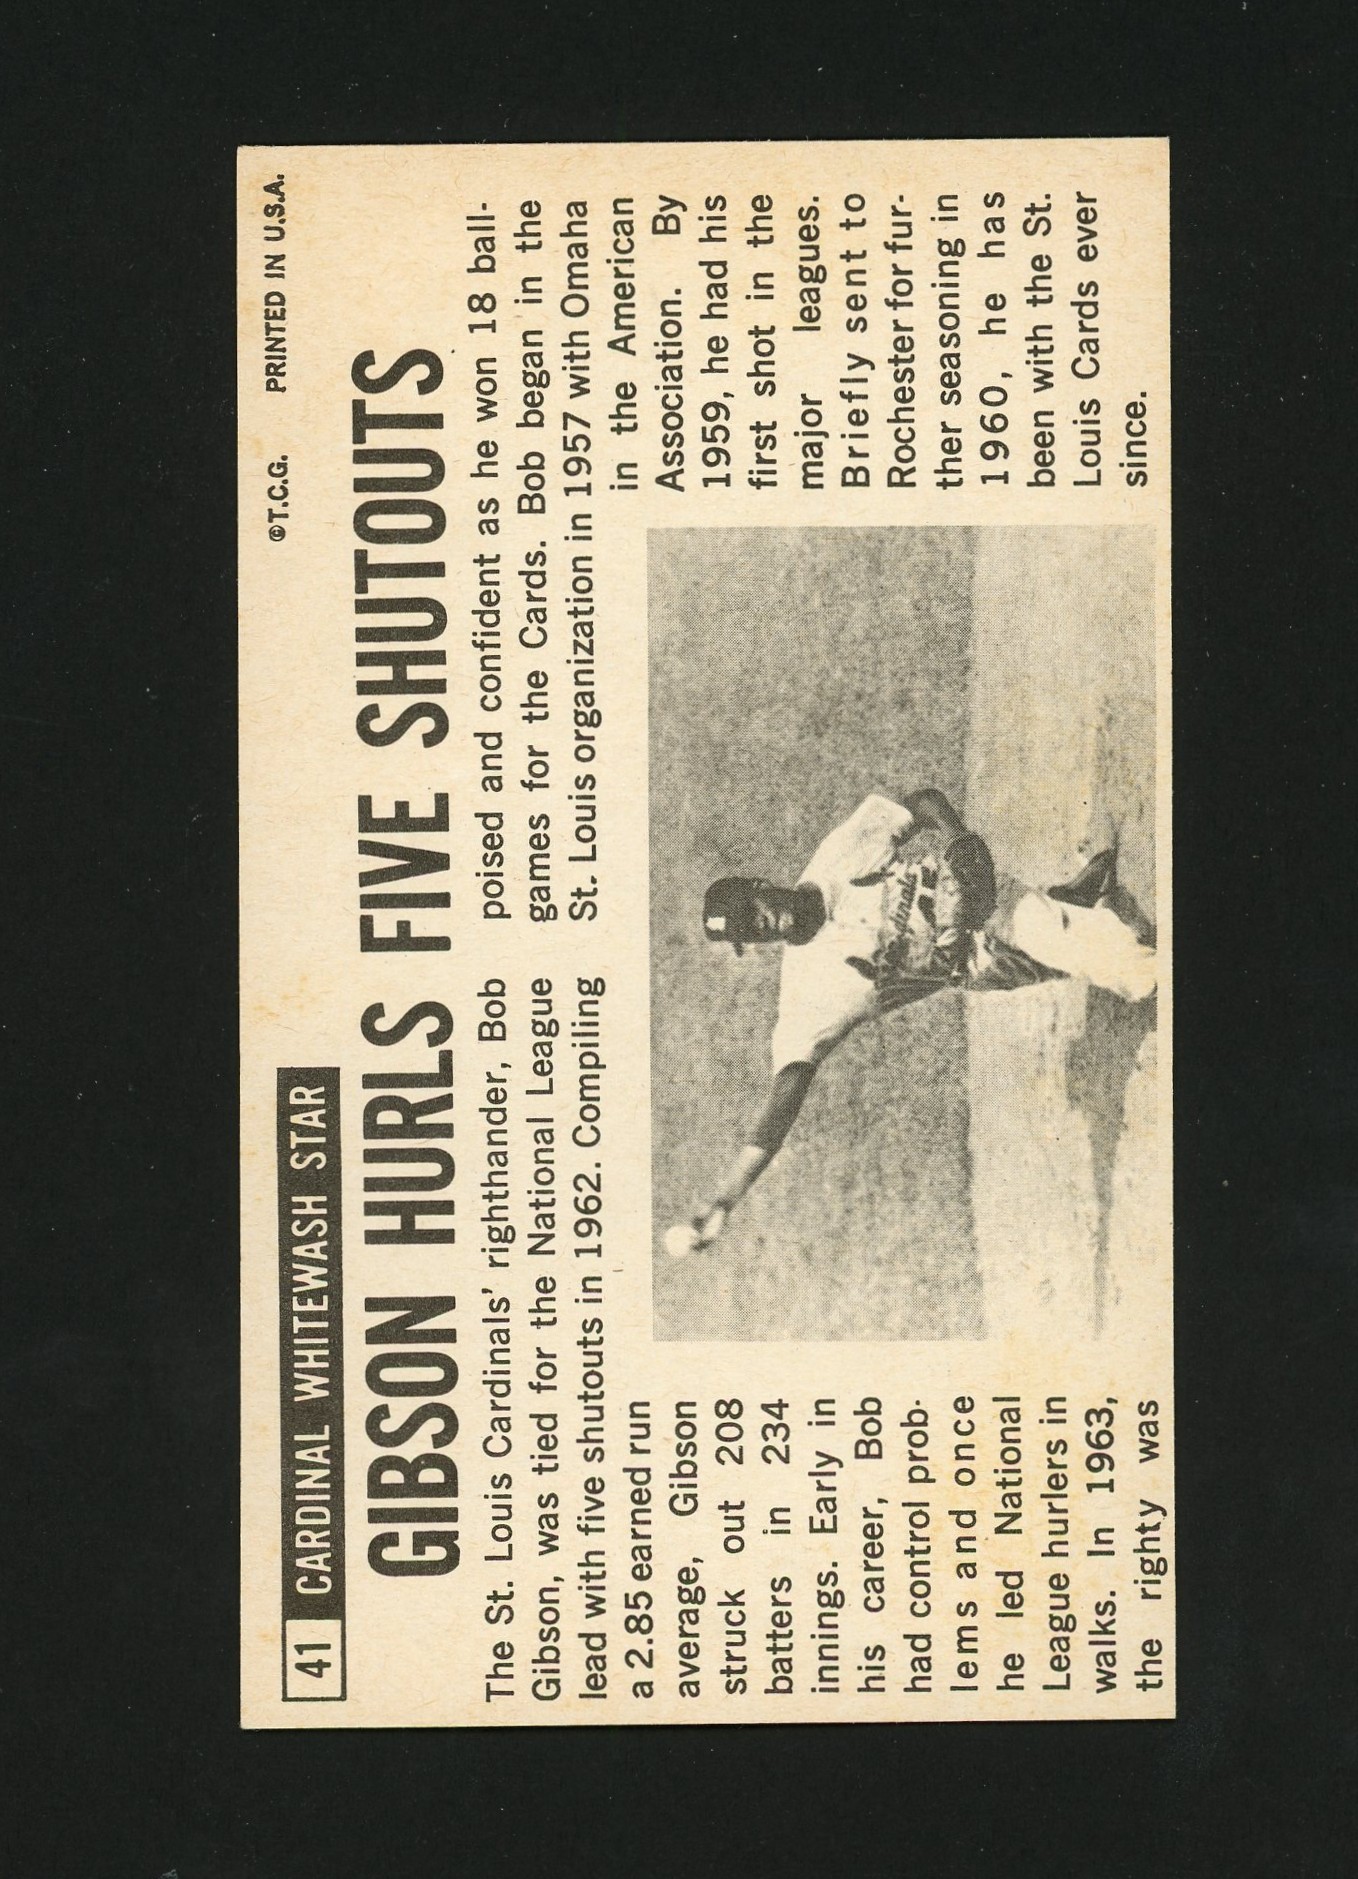 41 CARDINAL WHITEWASH STAR ©T.C.G. PRINTED IN U.S.A.
GIBSON HURLS FIVE SHUTOUTS
The St. Louis Cardinals' righthander, Bob
Gibson, was tied for the National League
lead with five shutouts in 1962. Compiling
a 2.85 earned run
average, Gibson
struck out 208
batters in 234
innings. Early in
his career, Bob
had control prob-
lems and once
he led National
League hurlers in
walks. In 1963,
the righty was
poised and confident as he won 18 ball-
games for the Cards. Bob began in the
St. Louis organization in 1957 with Omaha
in the American
Association. By
1959, he had his
first shot in the
major leagues.
Briefly sent to
Rochester for fur-
ther seasoning in
1960, he has
been with the St.
Louis Cards ever
since.
Cardinals